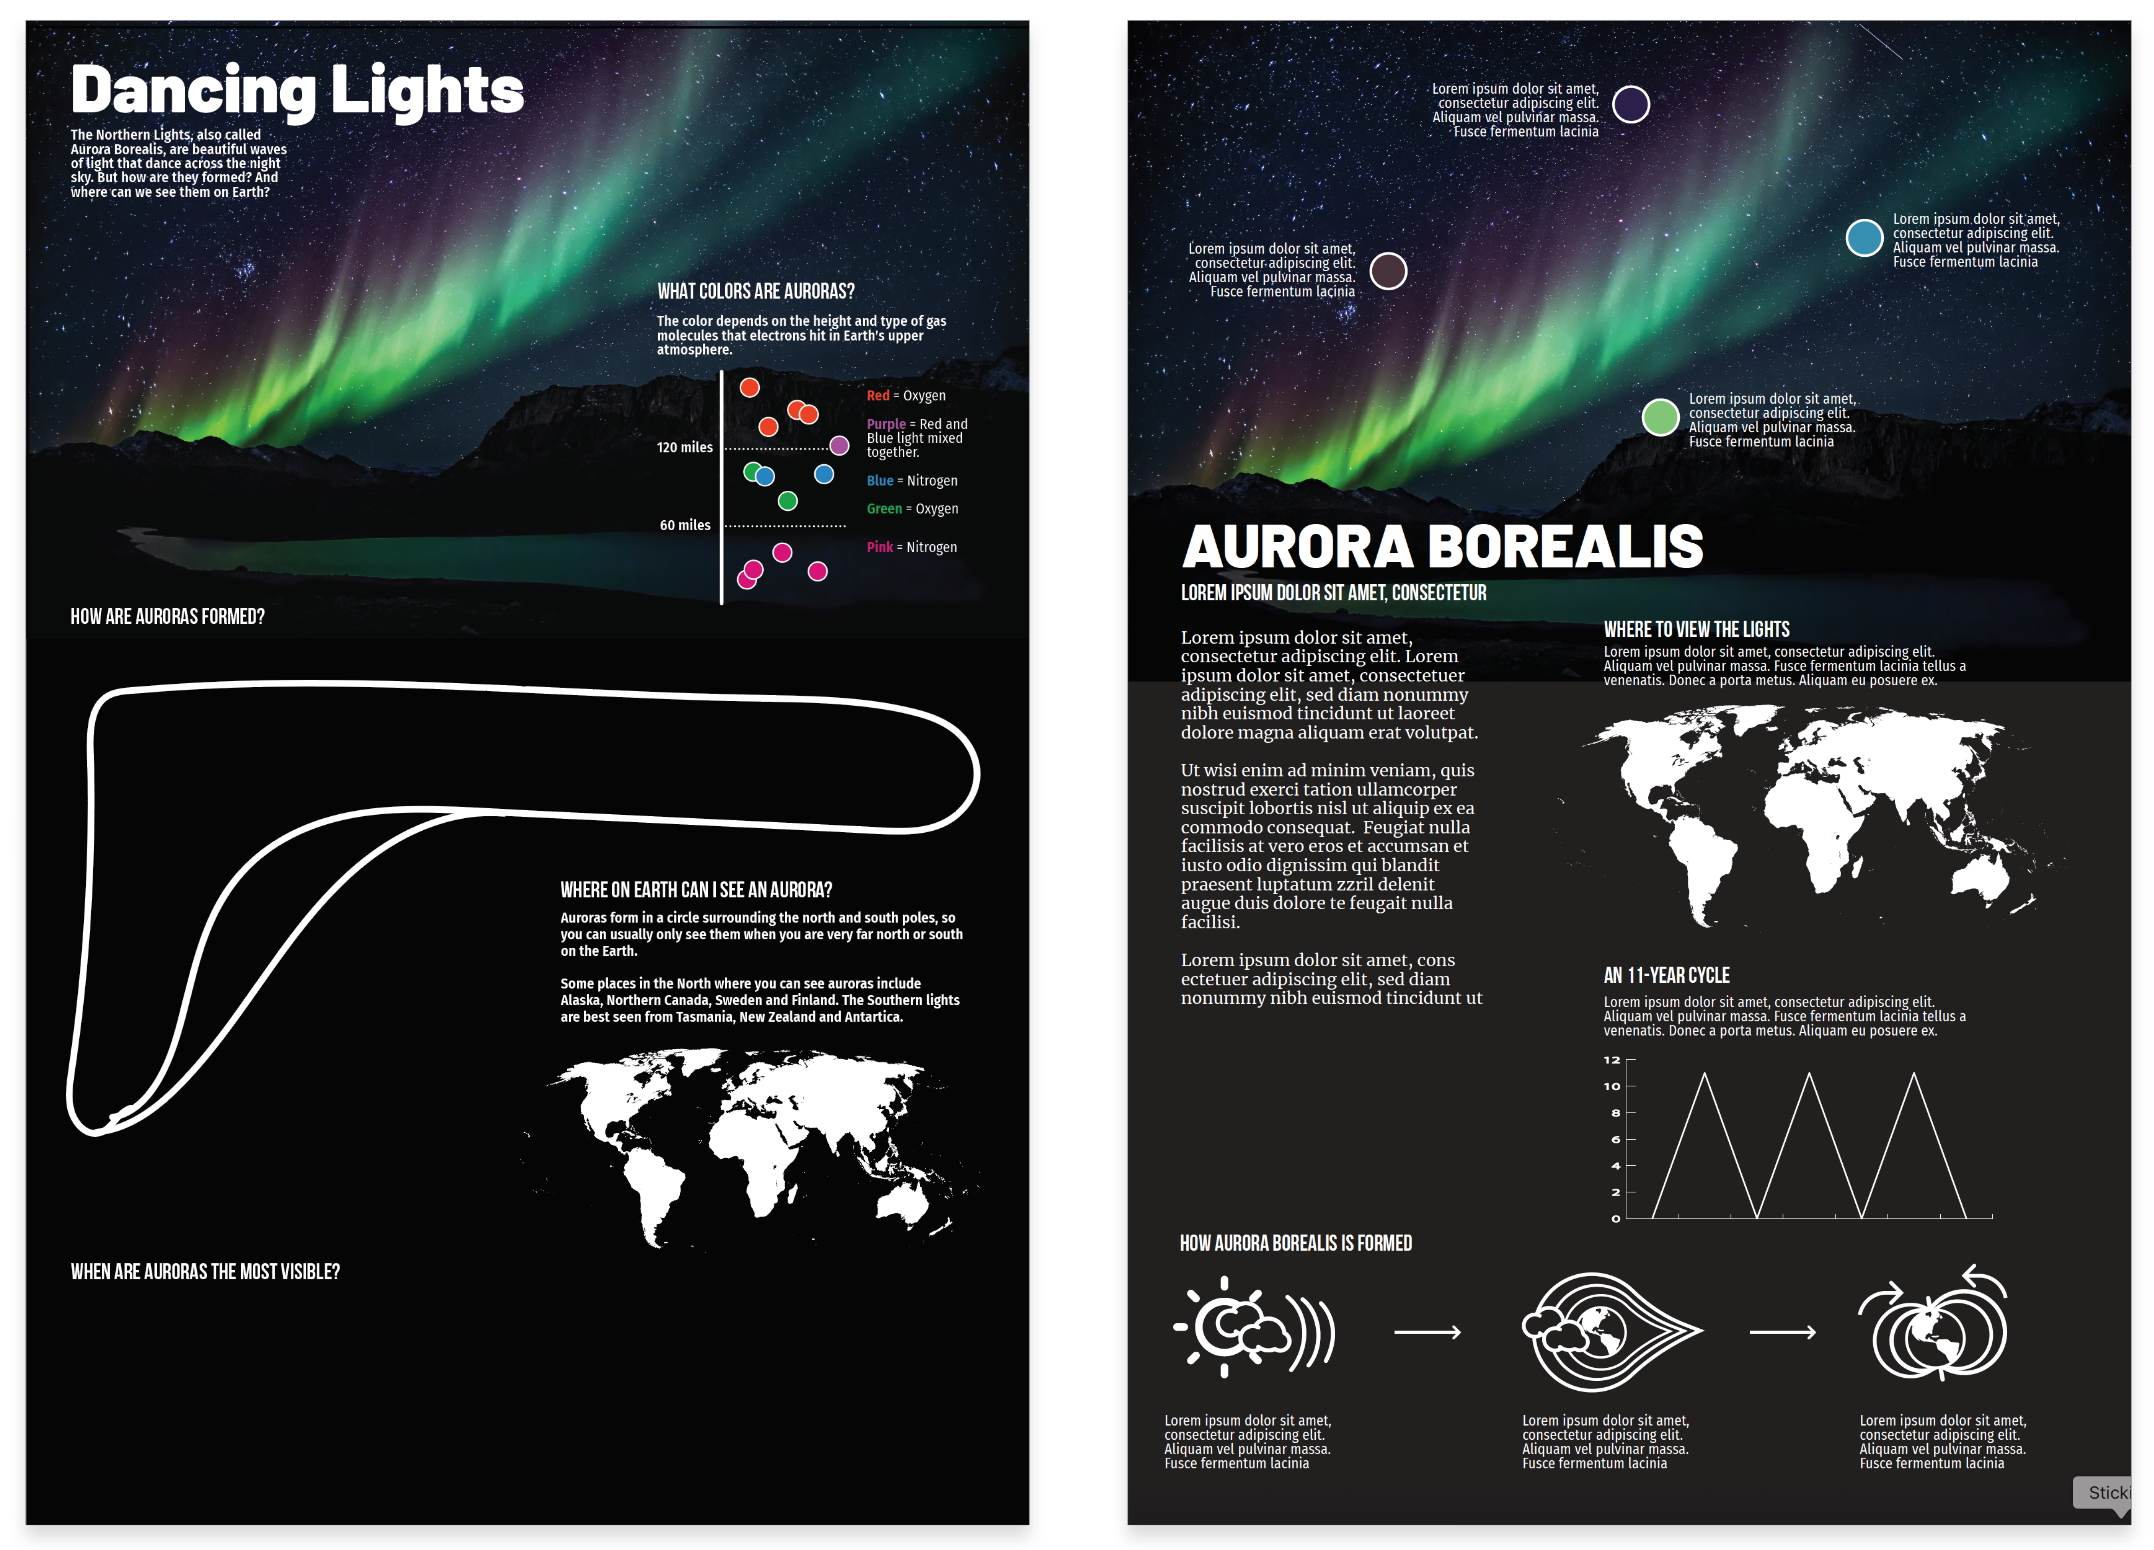 Dancing Lights
The Northern Lights, also called
Aurora Borealis, are beautiful waves
of light that dance across the night
sky. But how are they formed? And
where can we see them on Earth?
WHAT COLORS ARE AURORAS?
The color depends on the height and type of gas
molecules that electrons hit in Earth's upper
atmosphere.
Red = Oxygen
Purple = Red and
Blue light mixed
together.
120 miles
Blue = Nitrogen
Green = Oxygen
60 miles
Pink = Nitrogen
HOW ARE AURORAS FORMED?
WHERE ON EARTH CAN I SEE AN AURORA?
Auroras form in a circle surrounding the north and south poles, so
you can usually only see them when you are very far north or south
on the Earth.
Some places in the North where you can see auroras include
Alaska, Northern Canada, Sweden and Finland. The Southern lights
are best seen from Tasmania, New Zealand and Antartica.
WHEN ARE AURORAS THE MOST VISIBLE?
Lorem ipsum dolor sit amet,
consectetur adipiscing elit.
Aliquam vel pulvinar massa.
Fusce fermentum lacinia
Lorem ipsum dolor sit amet,
consectetur adipiscing elit.
Aliquam vel pulvinar massa.
Fusce fermentum lacinia
Lorem ipsum dolor sit amet,
consectetur adipiscing elit.
Aliquam vel pulvinar massa.
Fusce fermentum lacinia
Lorem ipsum dolor sit amet,
consectetur adipiscing elit.
Aliquam vel pulvinar massa.
Fusce fermentum lacinia
AURORA BOREALIS
LOREM IPSUM DOLOR SIT AMET, CONSECTETUR
Lorem ipsum dolor sit amet,
consectetur adipiscing elit. Lorem
ipsum dolor sit amet, consectetuer
adipiscing elit, sed diam nonummy
nibh euismod tincidunt ut laoreet
dolore magna aliquam erat volutpat.
Ut wisi enim ad minim veniam, quis
nostrud exerci tation ullamcorper
suscipit lobortis nisl ut aliquip ex ea
commodo consequat. Feugiat nulla
facilisis at vero eros et accumsan et
iusto odio dignissim qui blandit
praesent luptatum zzril delenit
augue duis dolore te feugait nulla
facilisi.
Lorem ipsum dolor sit amet, cons
ectetuer adipiscing elit, sed diam
nonummy nibh euismod tincidunt ut
WHERE TO VIEW THE LIGHTS
Lorem ipsum dolor sit amet, consectetur adipiscing elit.
Aliquam vel pulvinar massa. Fusce fermentum lacinia tellus a
venenatis. Donec a porta metus. Aliquam eu posuere ex.
AN 11-YEAR CYCLE
Lorem ipsum dolor sit amet, consectetur adipiscing elit.
Aliquam vel pulvinar massa. Fusce fermentum lacinia tellus a
venenatis. Donec a porta metus. Aliquam eu posuere ex.
12
10
8
6
4
2
0
HOW AURORA BOREALIS IS FORMED
Lorem ipsum dolor sit amet,
consectetur adipiscing elit.
Aliquam vel pulvinar massa.
Fusce fermentum lacinia
Lorem ipsum dolor sit amet,
consectetur adipiscing elit.
Aliquam vel pulvinar massa.
Fusce fermentum lacinia
Lorem ipsum dolor sit amet,
consectetur adipiscing elit.
Aliquam vel pulvinar massa.
Fusce fermentum lacinia